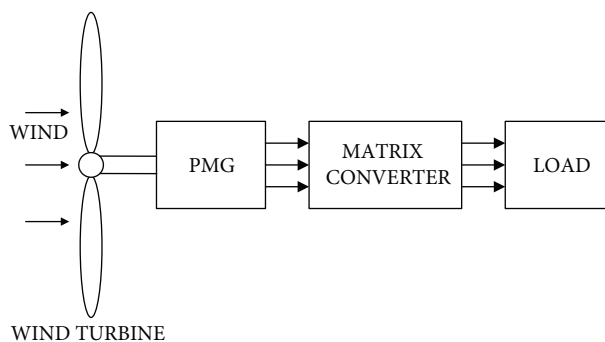 WIND
PMG
MATRIX
CONVERTER
LOAD
WIND TURBINE